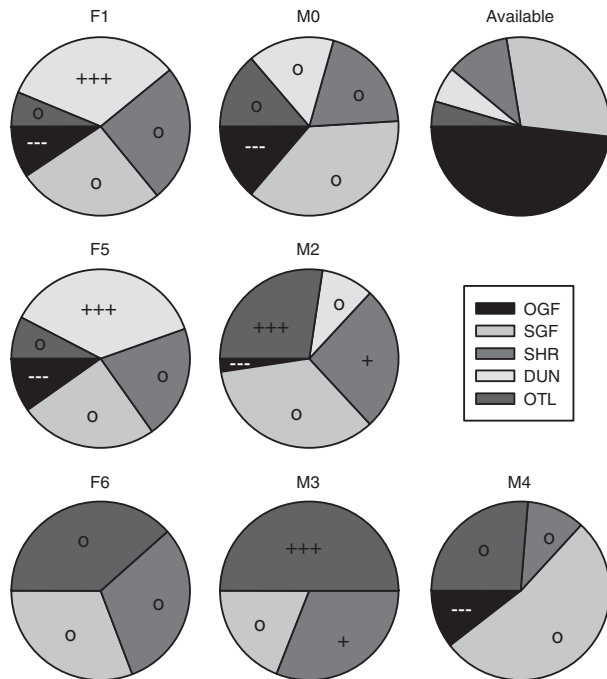 F1 M0 Available
+++ o o o --- o
o o o --- o
F5 M2
+++ o o --- o
+++ o + --- o
OGF
SGF
SHR
DUN
OTL
F6 M3 M4
o o o
+++ o +
o o --- o